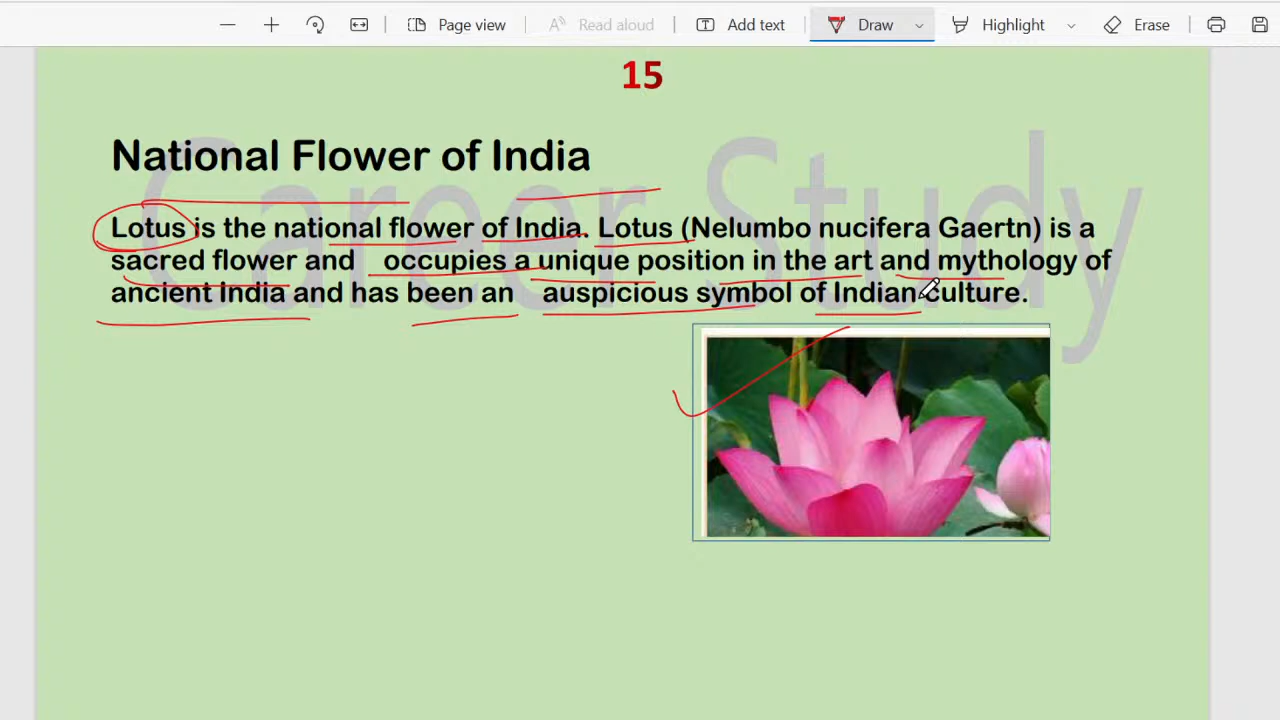 Page view
Read aloud
Add text
Draw
Highlight
Erase
15
National Flower of India
Career Study
Lotus is the national flower of India. Lotus (Nelumbo nucifera Gaertn) is a
sacred flower and occupies a unique position in the art and mythology of
ancient India and has been an auspicious symbol of Indian culture.